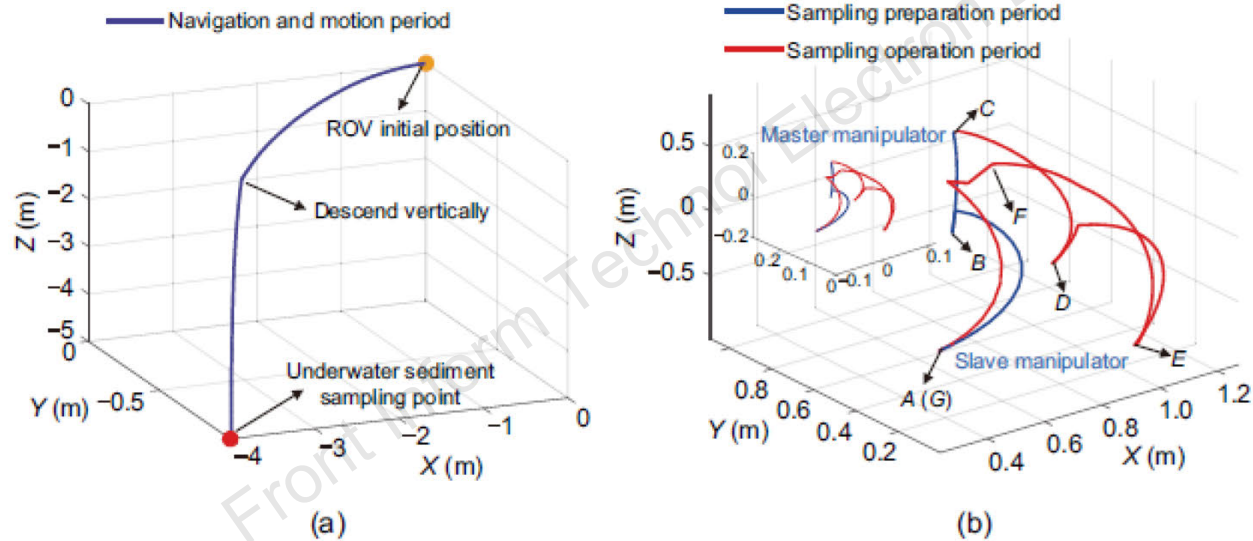 Navigation and motion period
0
−1
−2
−3
−4
−5
Z (m)
ROV initial position
Descend vertically
Underwater sediment
sampling point
0
−0.5
Y (m)
−4
−3
−2
−1
0
X (m)
(a)
Sampling preparation period
Sampling operation period
0.5
0
−0.5
Z (m)
Master manipulator
0.2
0
−0.2
0.2
0.1
0
−0.1
0
0.1
C
F
B
D
E
A (G)
Slave manipulator
0.8
0.6
0.4
0.2
Y (m)
0.4
0.6
0.8
1.0
1.2
X (m)
(b)
Front Inform Technol Electron